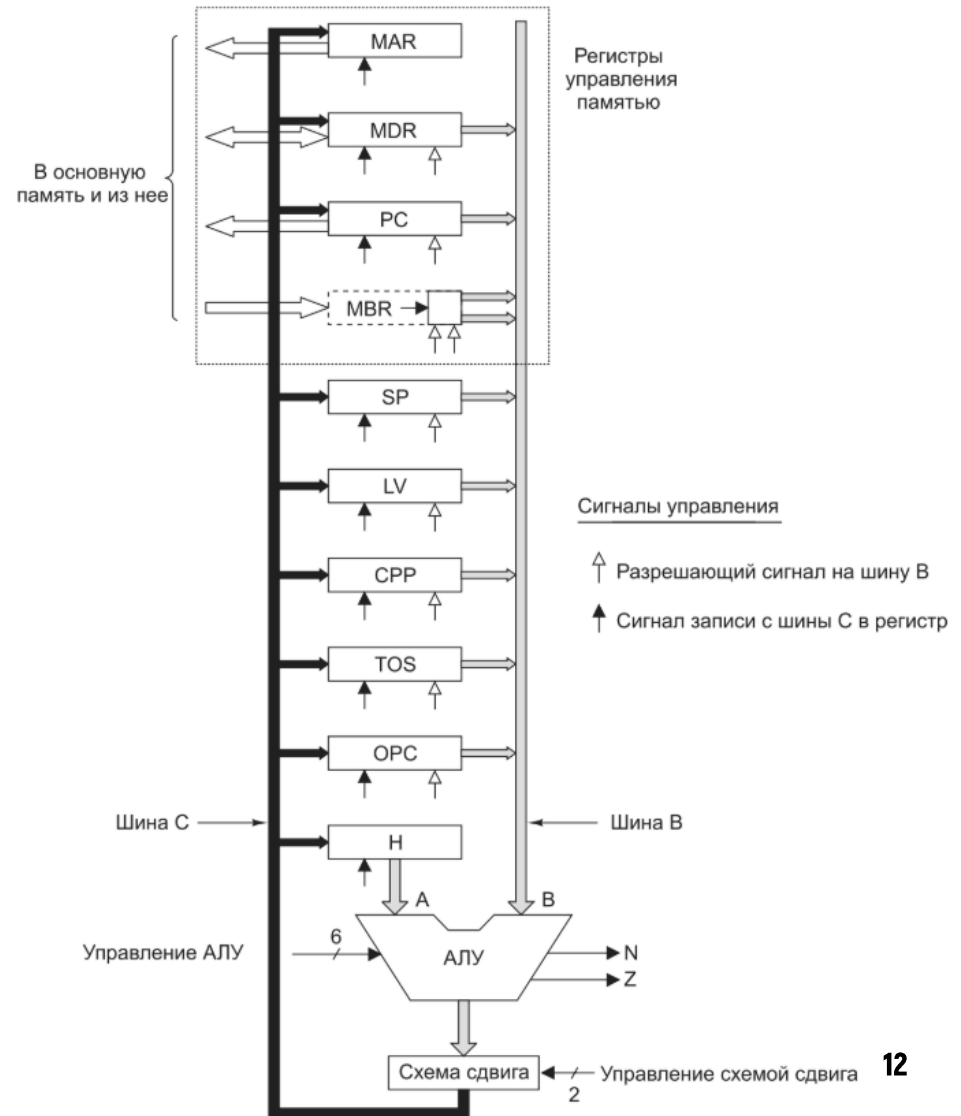 MAR
Регистры
управления
памятью
MDR
В основную
память и из нее
PC
MBR
SP
LV
Сигналы управления
CPP
Разрешающий сигнал на шину В
Сигнал записи с шины С в регистр
TOS
OPC
Шина С
Шина В
H
A
B
6
Управление АЛУ
АЛУ
N
Z
Схема сдвига
2
Управление схемой сдвига
12